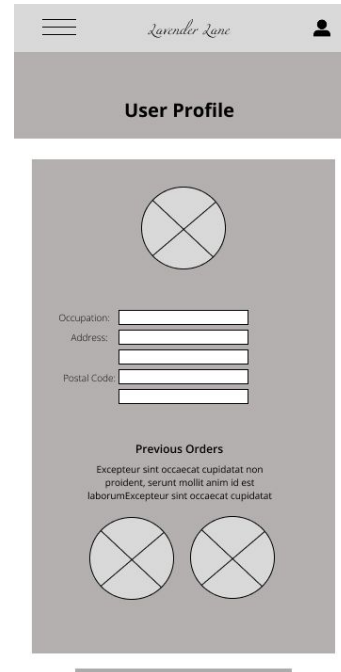 Lavender Lane
User Profile
Occupation:
Address:
Postal Code:
Previous Orders
Excepteur sint occaecat cupidatat non
proident, serunt mollit anim id est
laborumExcepteur sint occaecat cupidatat